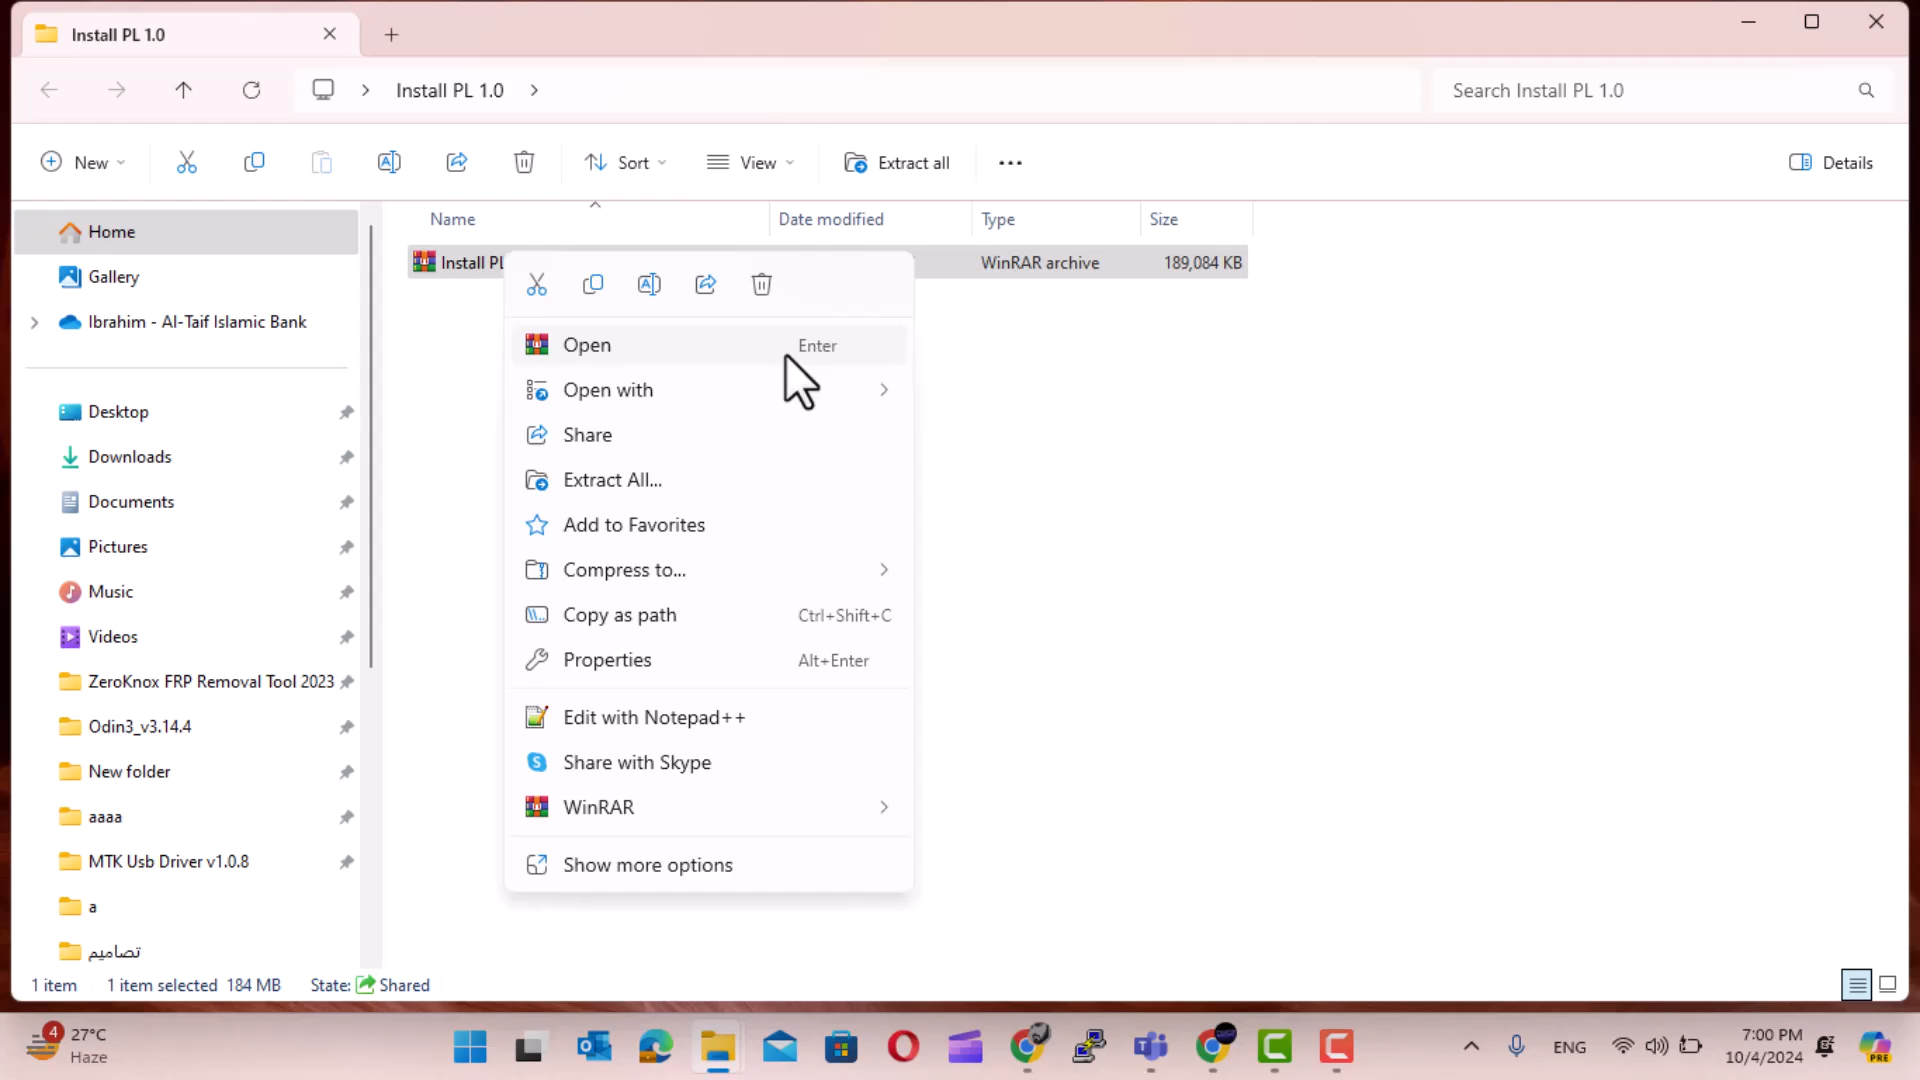 Install PL 1.0
Install PL 1.0
Search Install PL 1.0
New
Sort
View
Extract all
Details
Home
Gallery
Ibrahim - Al-Taif Islamic Bank
Desktop
Downloads
Documents
Pictures
Music
Videos
ZeroKnox FRP Removal Tool 2023
Odin3_v3.14.4
New folder
aaaa
MTK Usb Driver v1.0.8
a
تصاميم
Name
Date modified
Type
Size
Install PL
WinRAR archive
189,084 KB
Open
Enter
Open with
Share
Extract All...
Add to Favorites
Compress to...
Copy as path
Ctrl+Shift+C
Properties
Alt+Enter
Edit with Notepad++
Share with Skype
WinRAR
Show more options
1 item
1 item selected 184 MB
State: Shared
4
27°C
Haze
ENG
7:00 PM
10/4/2024
PRE